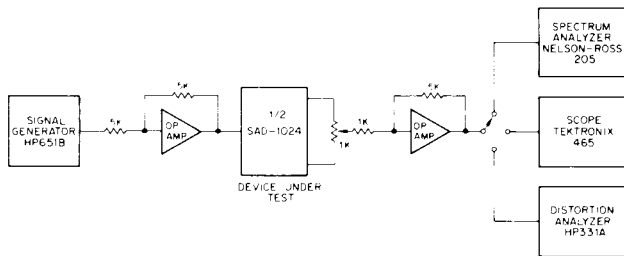 SPECTRUM
ANALYZER
NELSON-ROSS
205
5K
5K
SIGNAL
GENERATOR
HP651B
5K
OP
AMP
1/2
SAD-1024
1K
1K
OP
AMP
SCOPE
TEKTRONIX
465
DEVICE UNDER
TEST
DISTORTION
ANALYZER
HP331A